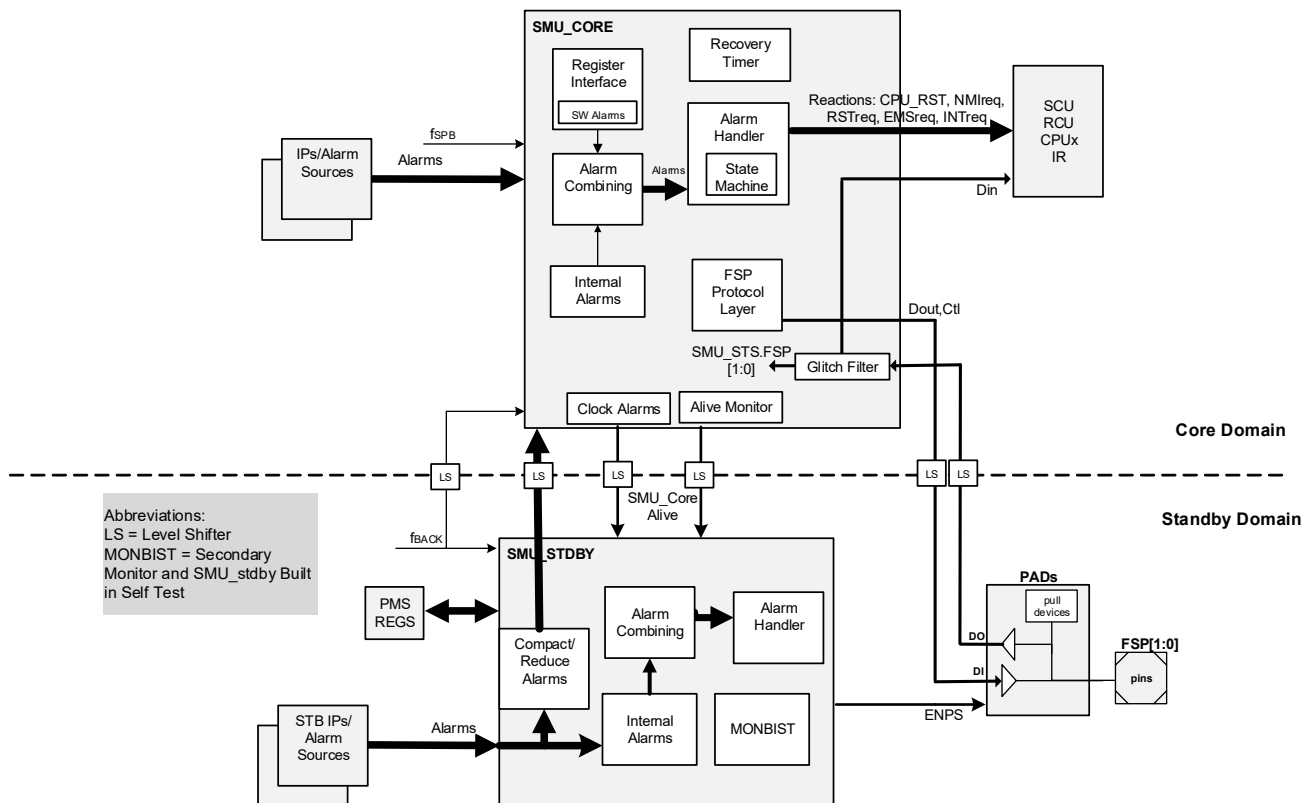 SMU_CORE
Recovery
Timer
Register
Interface
SW Alarms
Reactions: CPU_RST, NMIreq,
RSTreq, EMSreq, INTreq
SCU
RCU
CPUx
IR
Alarm
Handler
State
Machine
fSPB
IPs/Alarm
Sources
Alarms
Alarm
Combining
Alarms
Din
Internal
Alarms
FSP
Protocol
Layer
Dout,Ctl
SMU_STS.FSP
[1:0]
Glitch Filter
Clock Alarms
Alive Monitor
Core Domain
LS
LS
LS
LS
LS
LS
SMU_Core
Alive
Standby Domain
Abbreviations:
LS = Level Shifter
MONBIST = Secondary
Monitor and SMU_stdby Built
in Self Test
fBACK
SMU_STDBY
PADs
pull
devices
PMS
REGS
Alarm
Combining
Alarm
Handler
Compact/
Reduce
Alarms
DO
DI
FSP[1:0]
pins
ENPS
STB IPs/
Alarm
Sources
Alarms
Internal
Alarms
MONBIST